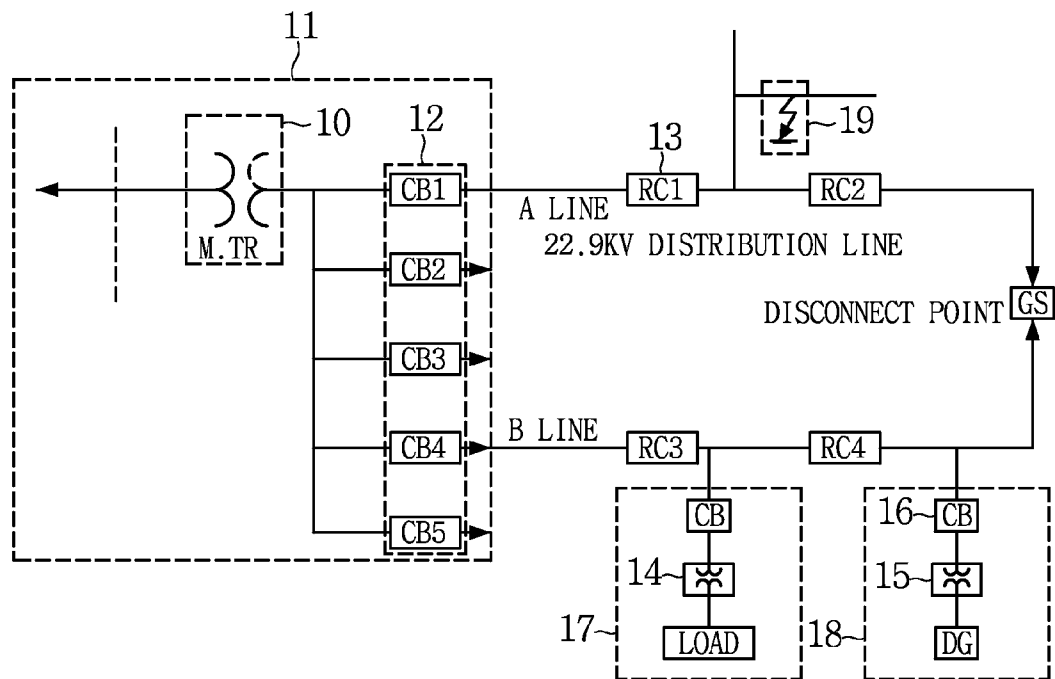 11
10
12
13
19
CB1
RC1
RC2
M.TR
A LINE
22.9KV DISTRIBUTION LINE
CB2
DISCONNECT POINT
GS
CB3
B LINE
CB4
RC3
RC4
CB5
CB
16
CB
14
15
17
LOAD
18
DG